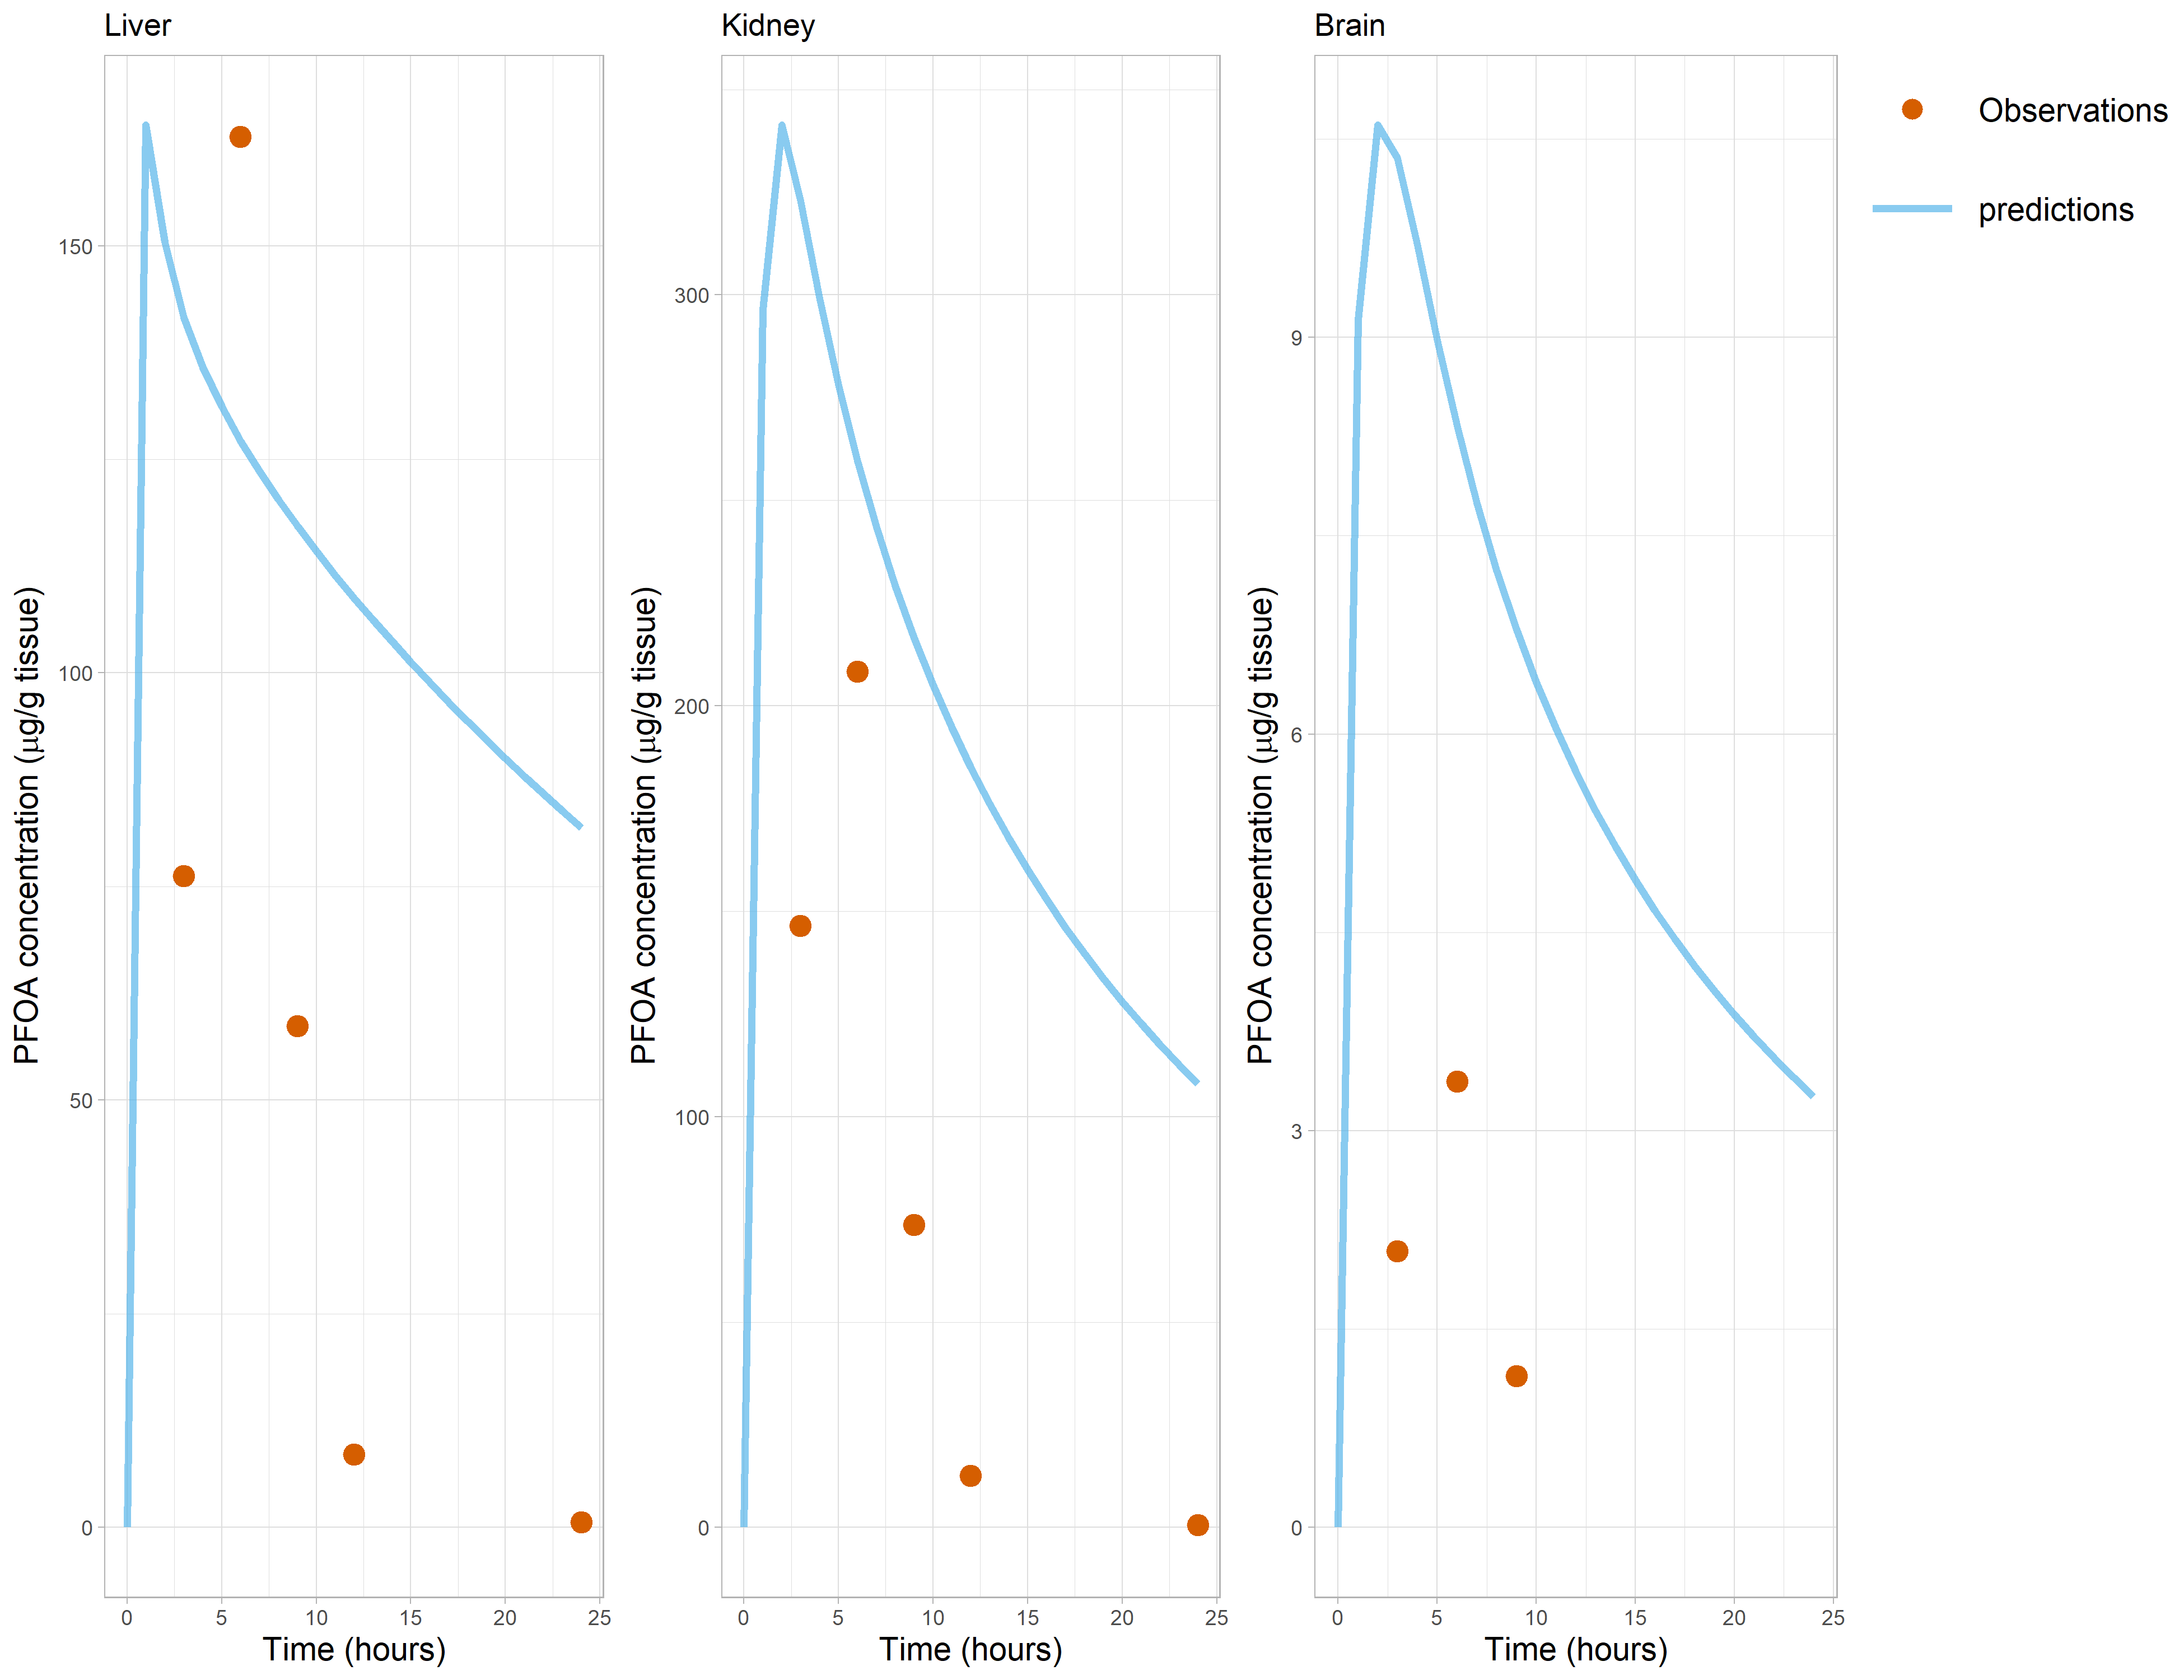 Liver
PFOA concentration (μg/g tissue)
150
100
50
0
0 5 10 15 20 25
Time (hours)
Kidney
PFOA concentration (μg/g tissue)
300
200
100
0
0 5 10 15 20 25
Time (hours)
Brain
PFOA concentration (μg/g tissue)
9
6
3
0
0 5 10 15 20 25
Time (hours)
Observations
predictions